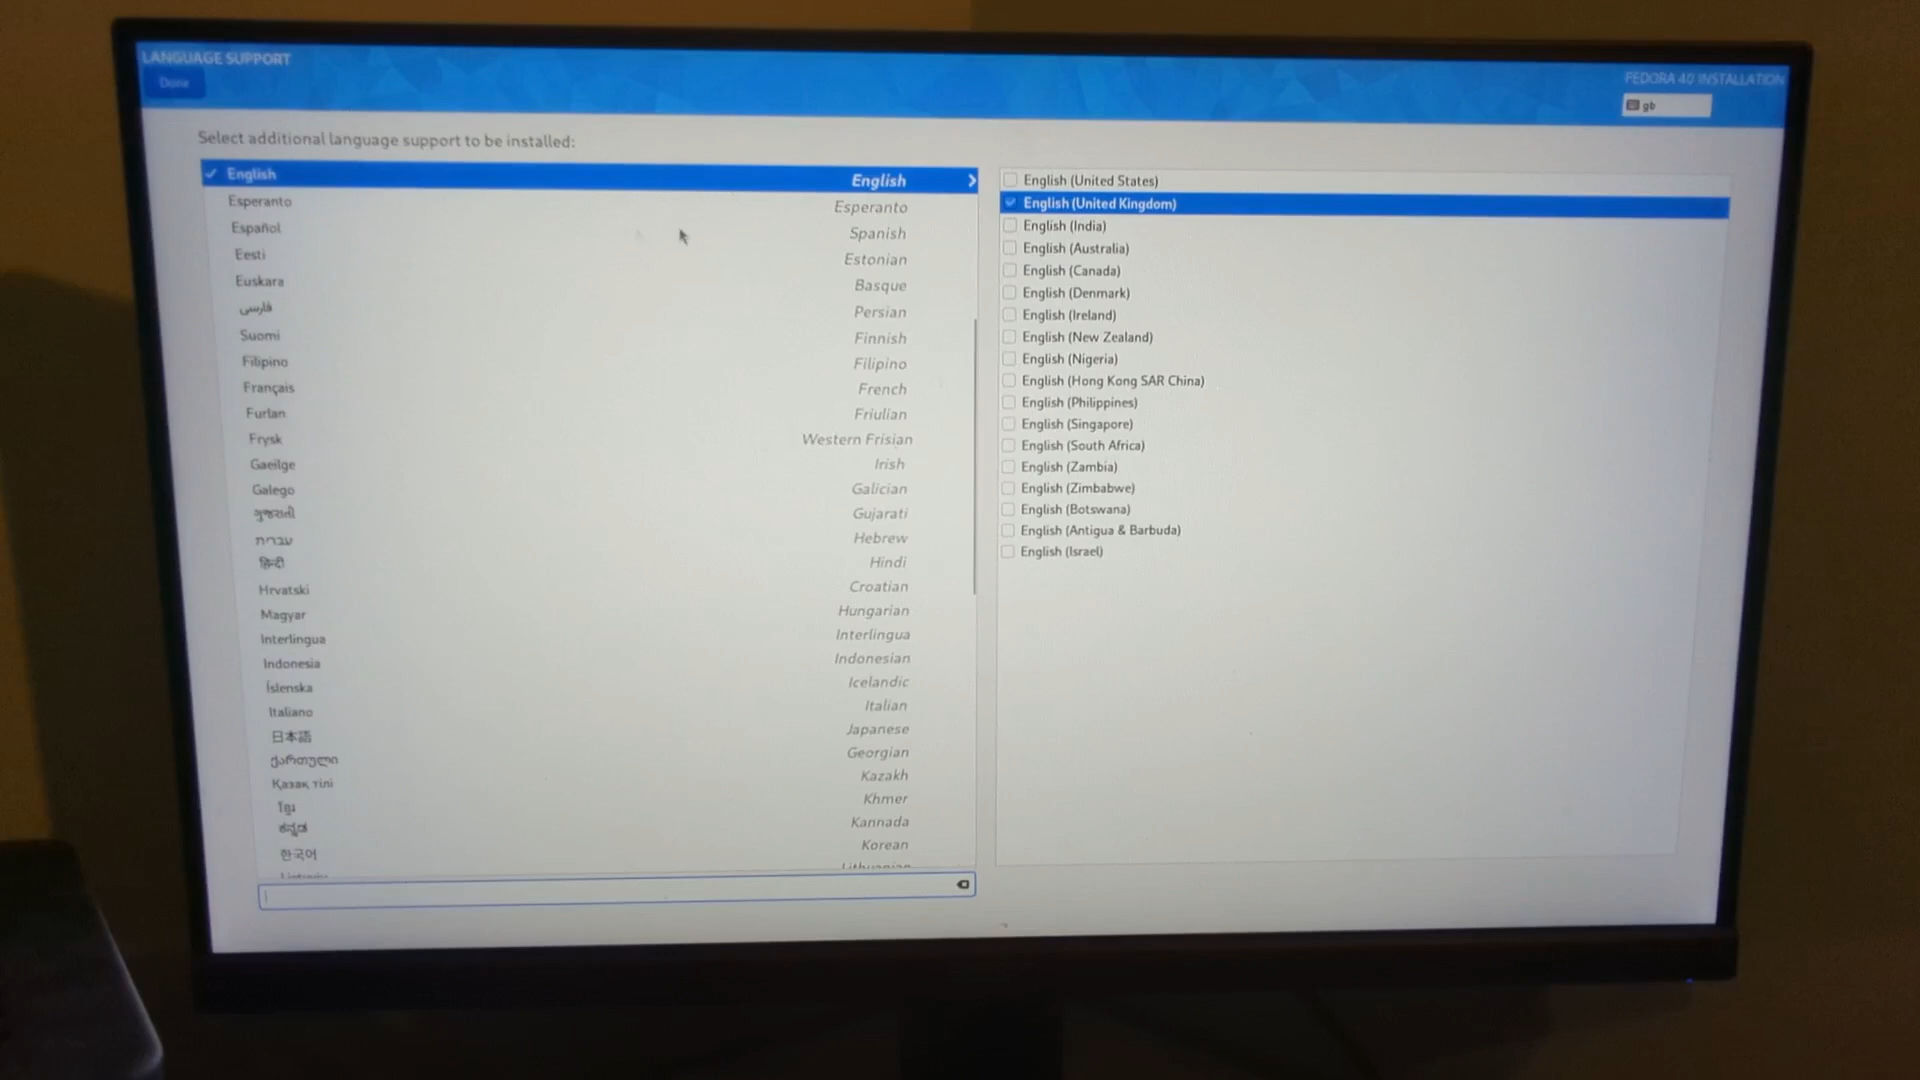 LANGUAGE SUPPORT
Done
FEDORA 40 INSTALLATION
gb
Select additional language support to be installed:
English English
Esperanto Esperanto
Español Spanish
Eesti Estonian
Euskara Basque
فارسی Persian
Suomi Finnish
Filipino Filipino
Français French
Furlan Friulian
Frysk Western Frisian
Gaeilge Irish
Galego Galician
ગુજરાતી Gujarati
עברית Hebrew
हिन्दी Hindi
Hrvatski Croatian
Magyar Hungarian
Interlingua Interlingua
Indonesia Indonesian
Íslenska Icelandic
Italiano Italian
日本語 Japanese
ქართული Georgian
Қазақ тілі Kazakh
ខ្មែរ Khmer
ಕನ್ನಡ Kannada
한국어 Korean
Lithuanian
English (United States)
English (United Kingdom)
English (India)
English (Australia)
English (Canada)
English (Denmark)
English (Ireland)
English (New Zealand)
English (Nigeria)
English (Hong Kong SAR China)
English (Philippines)
English (Singapore)
English (South Africa)
English (Zambia)
English (Zimbabwe)
English (Botswana)
English (Antigua & Barbuda)
English (Israel)